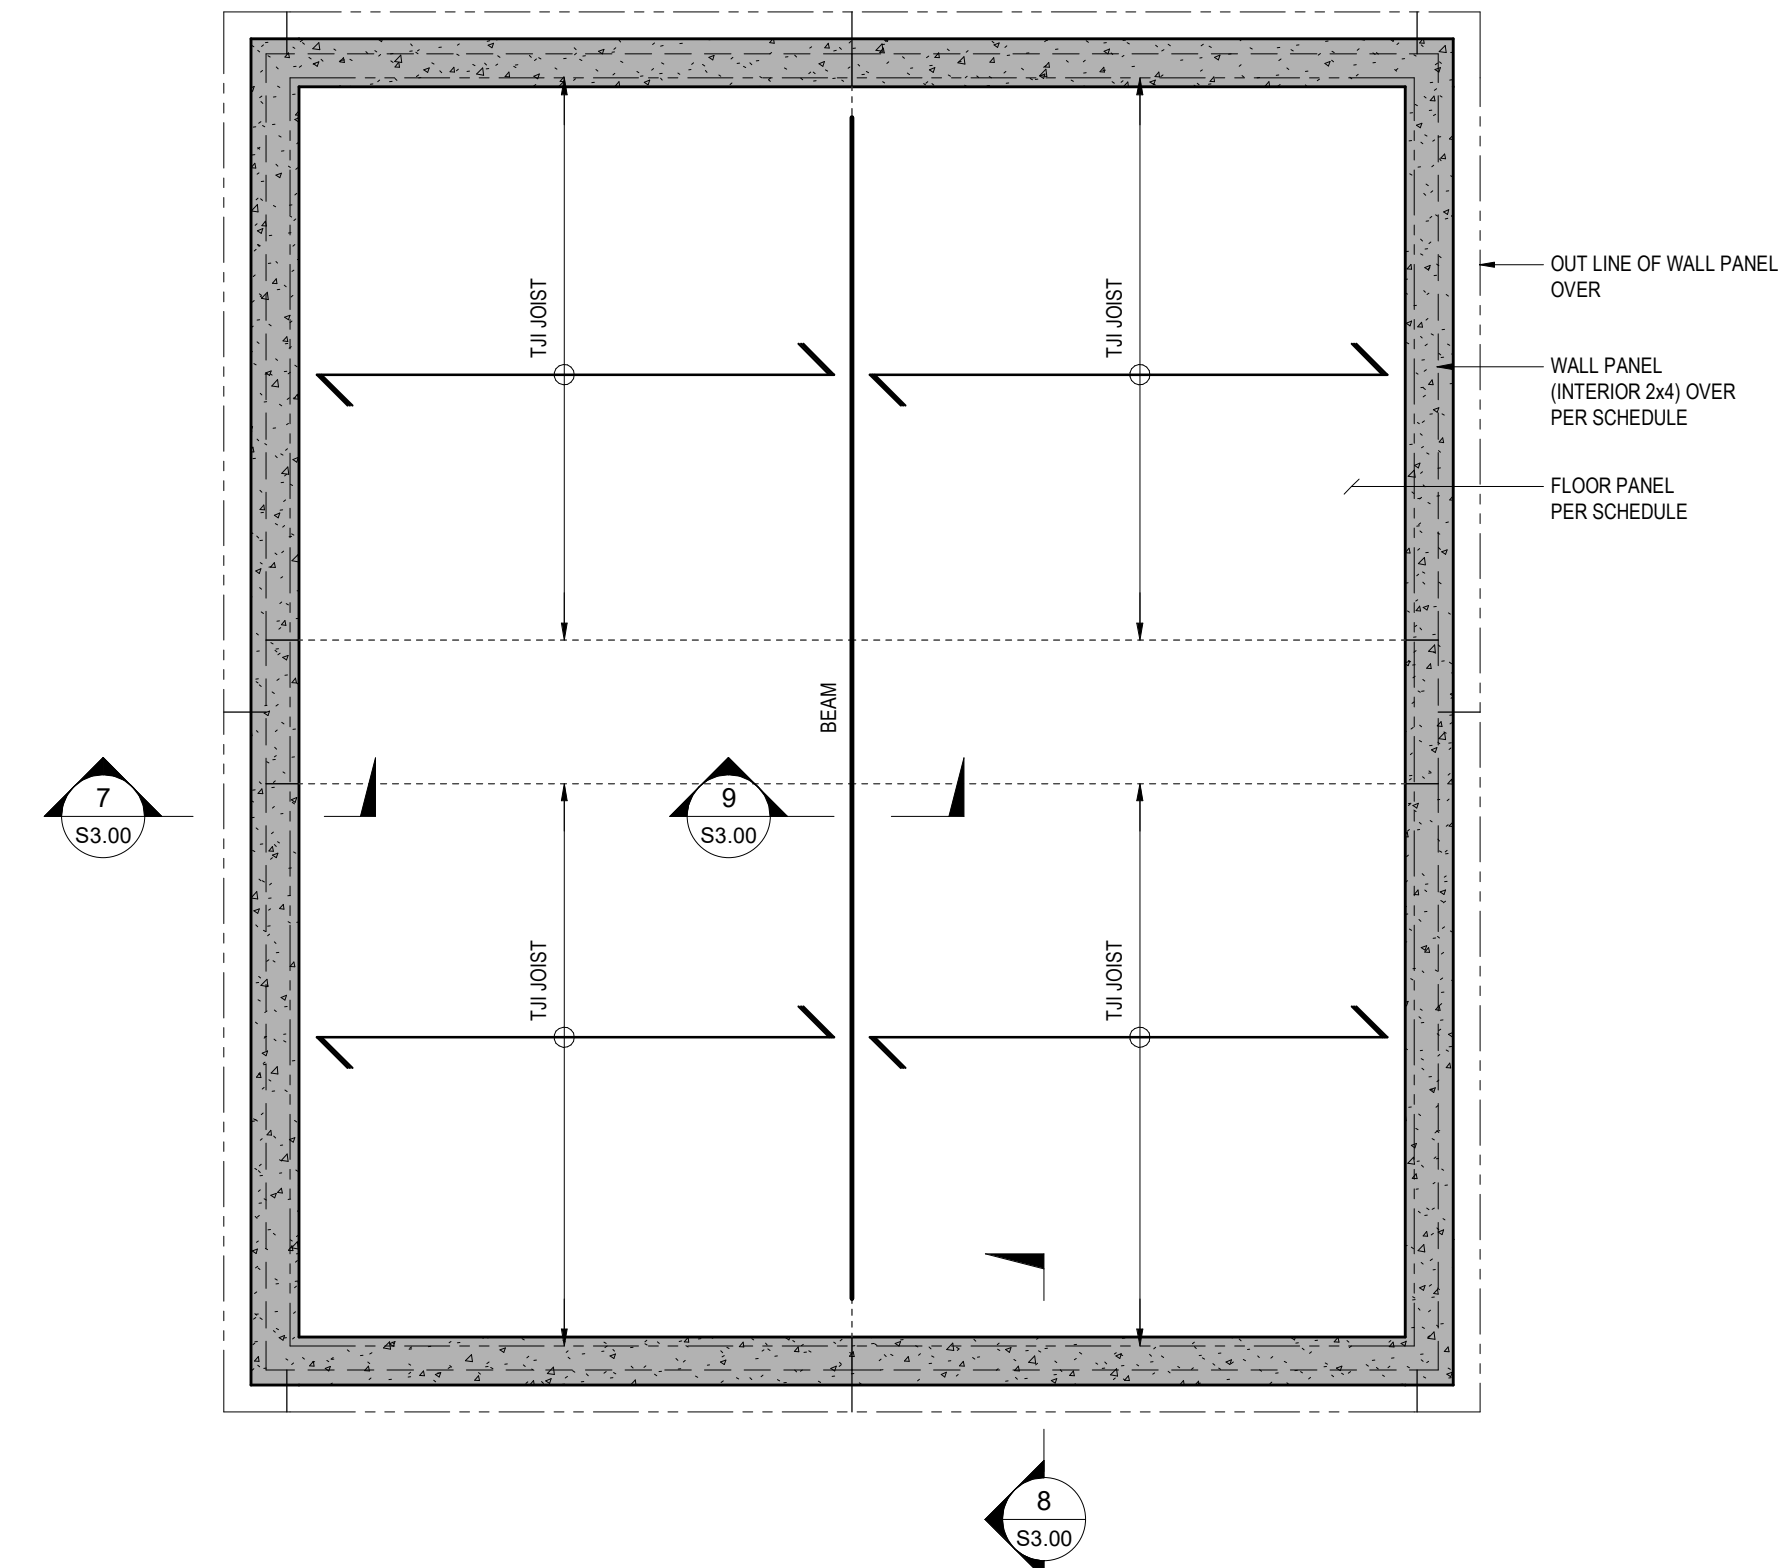 OUT LINE OF WALL PANEL
OVER
TJI JOIST
TJI JOIST
WALL PANEL
(INTERIOR 2x4) OVER
PER SCHEDULE
FLOOR PANEL
PER SCHEDULE
BEAM
7
S3.00
9
S3.00
TJI JOIST
TJI JOIST
8
S3.00